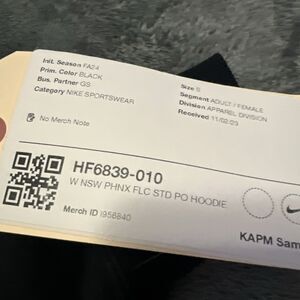 Init. Season FA24
Prim. Color BLACK
Bus. Partner GS
Category NIKE SPORTSWEAR
Size S
Segment ADULT / FEMALE
Division APPAREL DIVISION
Received 11/02/23
No Merch Note
HF6839-010
W NSW PHNX FLC STD PO HOODIE
Merch ID I956840
KAPM Sam